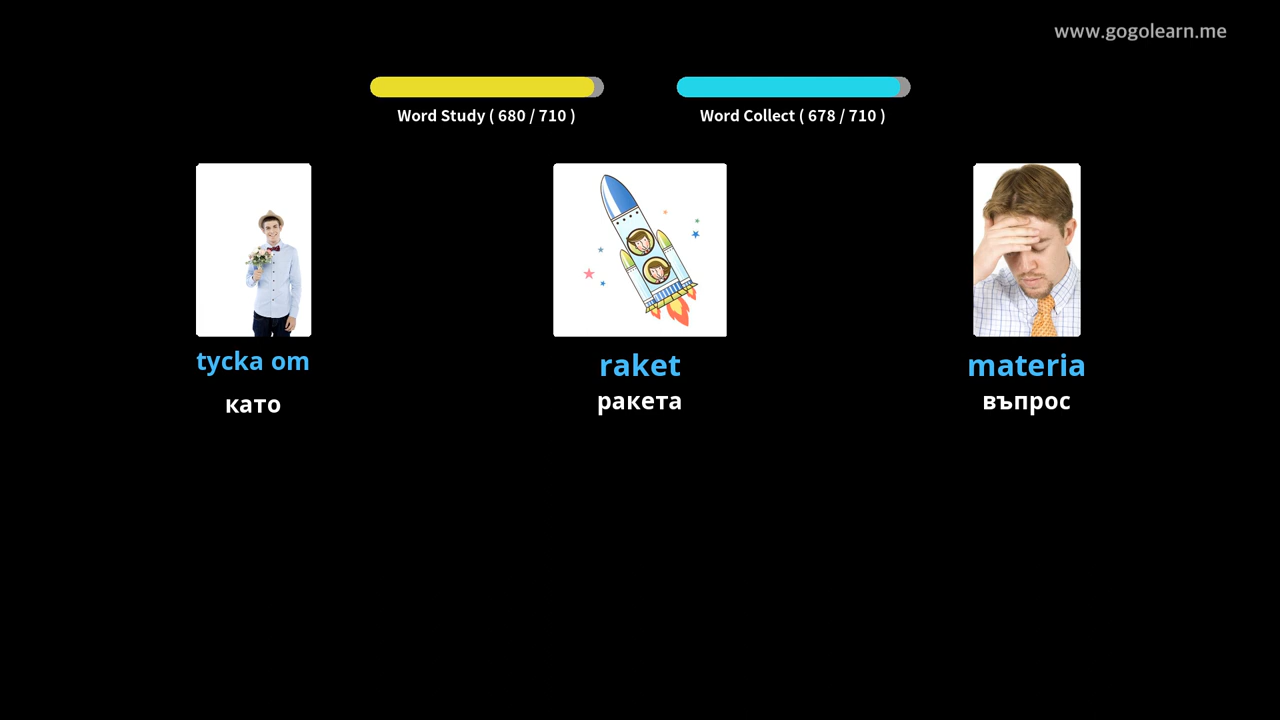 www.gogolearn.me
Word Study ( 680 / 710 )
Word Collect ( 678 / 710 )
tycka om
raket
materia
като
ракета
въпрос